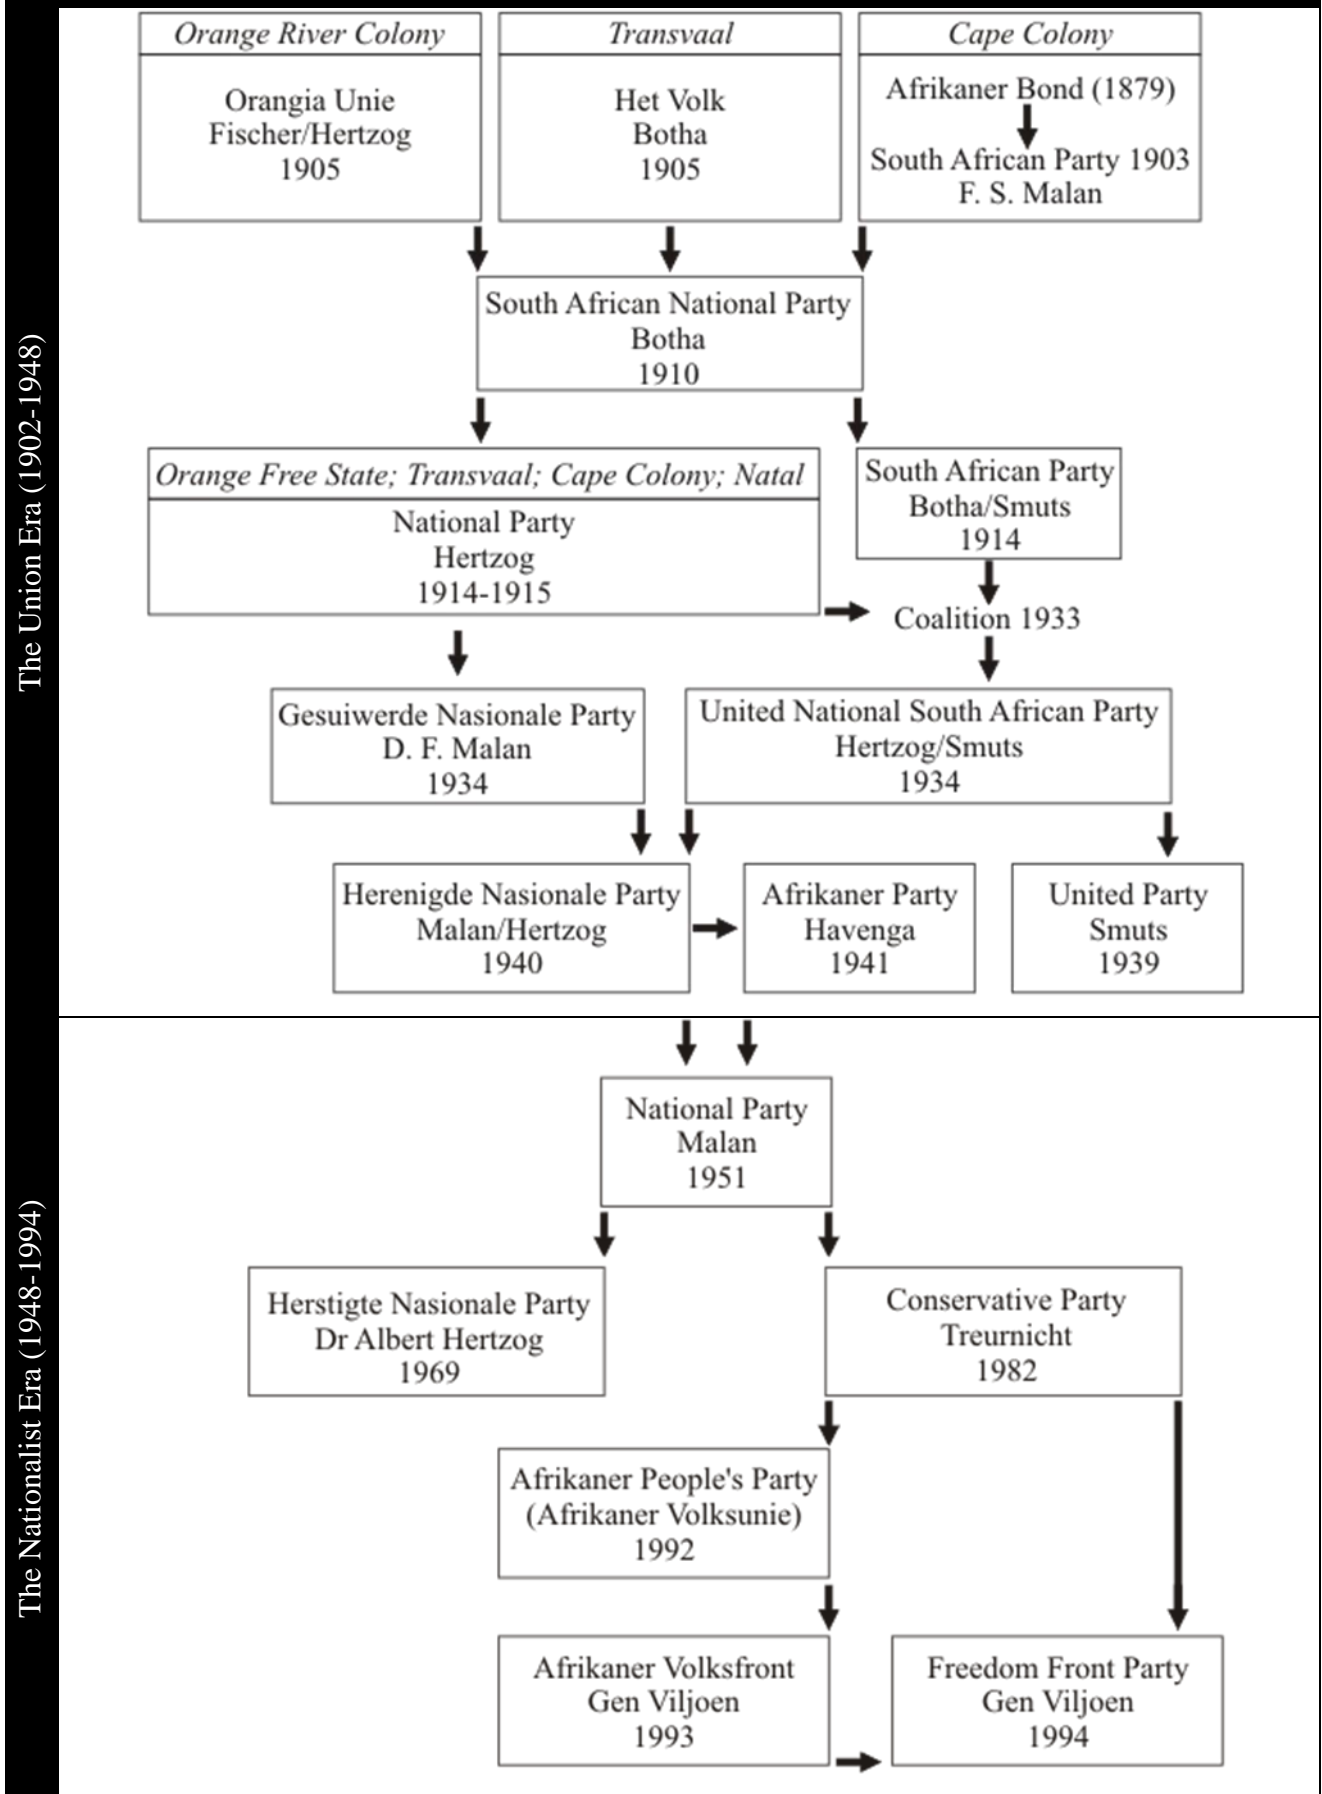 The Union Era (1902-1948)
Orange River Colony
Orangia Unie
Fischer/Hertzog
1905
Transvaal
Het Volk
Botha
1905
Cape Colony
Afrikaner Bond (1879)
South African Party 1903
F. S. Malan
South African National Party
Botha
1910
Orange Free State; Transvaal; Cape Colony; Natal
National Party
Hertzog
1914-1915
South African Party
Botha/Smuts
1914
Coalition 1933
Gesuiwerde Nasionale Party
D. F. Malan
1934
United National South African Party
Hertzog/Smuts
1934
Herenigde Nasionale Party
Malan/Hertzog
1940
Afrikaner Party
Havenga
1941
United Party
Smuts
1939
The Nationalist Era (1948-1994)
National Party
Malan
1951
Herstigte Nasionale Party
Dr Albert Hertzog
1969
Conservative Party
Treurnicht
1982
Afrikaner People's Party
(Afrikaner Volksunie)
1992
Afrikaner Volksfront
Gen Viljoen
1993
Freedom Front Party
Gen Viljoen
1994